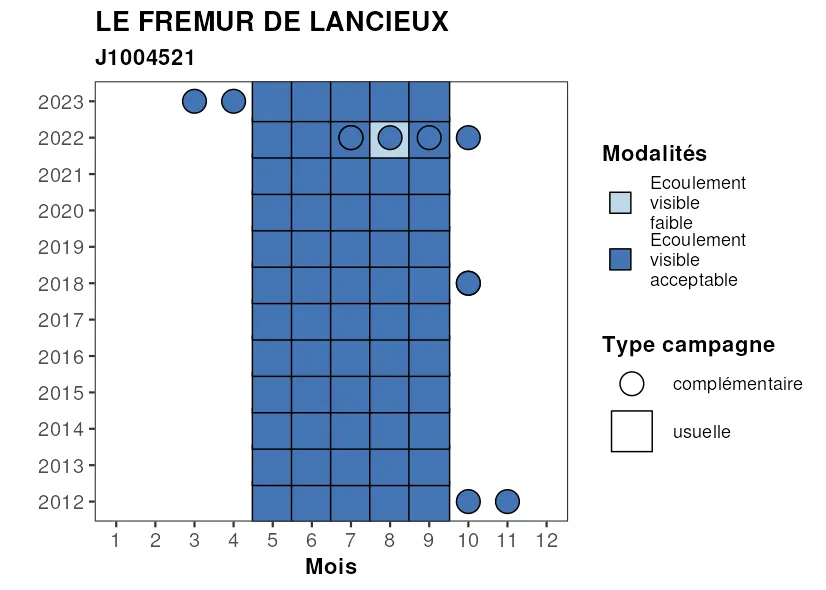 LE FREMUR DE LANCIEUX
J1004521
2023
2022
2021
2020
2019
2018
2017
2016
2015
2014
2013
2012
1 2 3 4 5 6 7 8 9 10 11 12
Mois
Modalités
Ecoulement
visible
faible
Ecoulement
visible
acceptable
Type campagne
complémentaire
usuelle